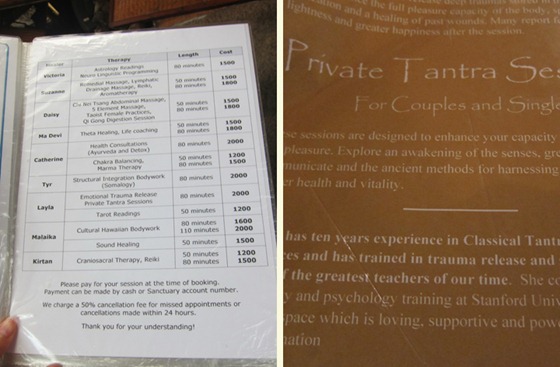 Healer Therapy Length Cost
Victoria
Astrology Readings
Neuro Linguistic Programming
80 minutes 1500
Suzanne
Remedial Massage, Lymphatic
Drainage Massage, Reiki,
Aromatherapy
50 minutes 1500
80 minutes 1800
Daisy
Chi Nei Tsang Abdominal Massage,
5 Element Massage,
Taoist Female Practices,
Qi Gong Digestion Session
50 minutes 1500
80 minutes 1800
Ma Devi
Theta Healing, Life coaching
50 minutes 1500
80 minutes 1800
Catherine
Health Consultations
(Ayurveda and Detox)
80 minutes 2000
Chakra Balancing,
Marma Therapy
50 minutes 1200
80 minutes 1500
Tyr
Structural Integration Bodywork
(Somalogy)
80 minutes 2000
Layla
Emotional Trauma Release
Private Tantra Sessions
80 minutes 2000
Tarot Readings
50 minutes 1200
Malaika
Cultural Hawaiian Bodywork
80 minutes 1600
110 minutes 2000
Sound Healing
50 minutes 1500
Kirtan
Craniosacral Therapy, Reiki
50 minutes 1200
80 minutes 1500
Please pay for your session at the time of booking.
Payment can be made by cash or Sanctuary account number.
We charge a 50% cancellation fee for missed appointments or
cancellations made within 24 hours.
Thank you for your understanding!
the full pleasure capacity of the body,
and a healing of past wounds. Many report
lightness and greater happiness after the session.
Private Tantra Ses
For Couples and Singl
se sessions are designed to enhance your capacity
pleasure. Explore an awakening of the senses, gro
municate and the ancient methods for harnessing
er health and vitality.
has ten years experience in Classical Tant
ces and has trained in trauma release and
f the greatest teachers of our time. She co
y and psychology training at Stanford Univ
space which is loving, supportive and pow
nation